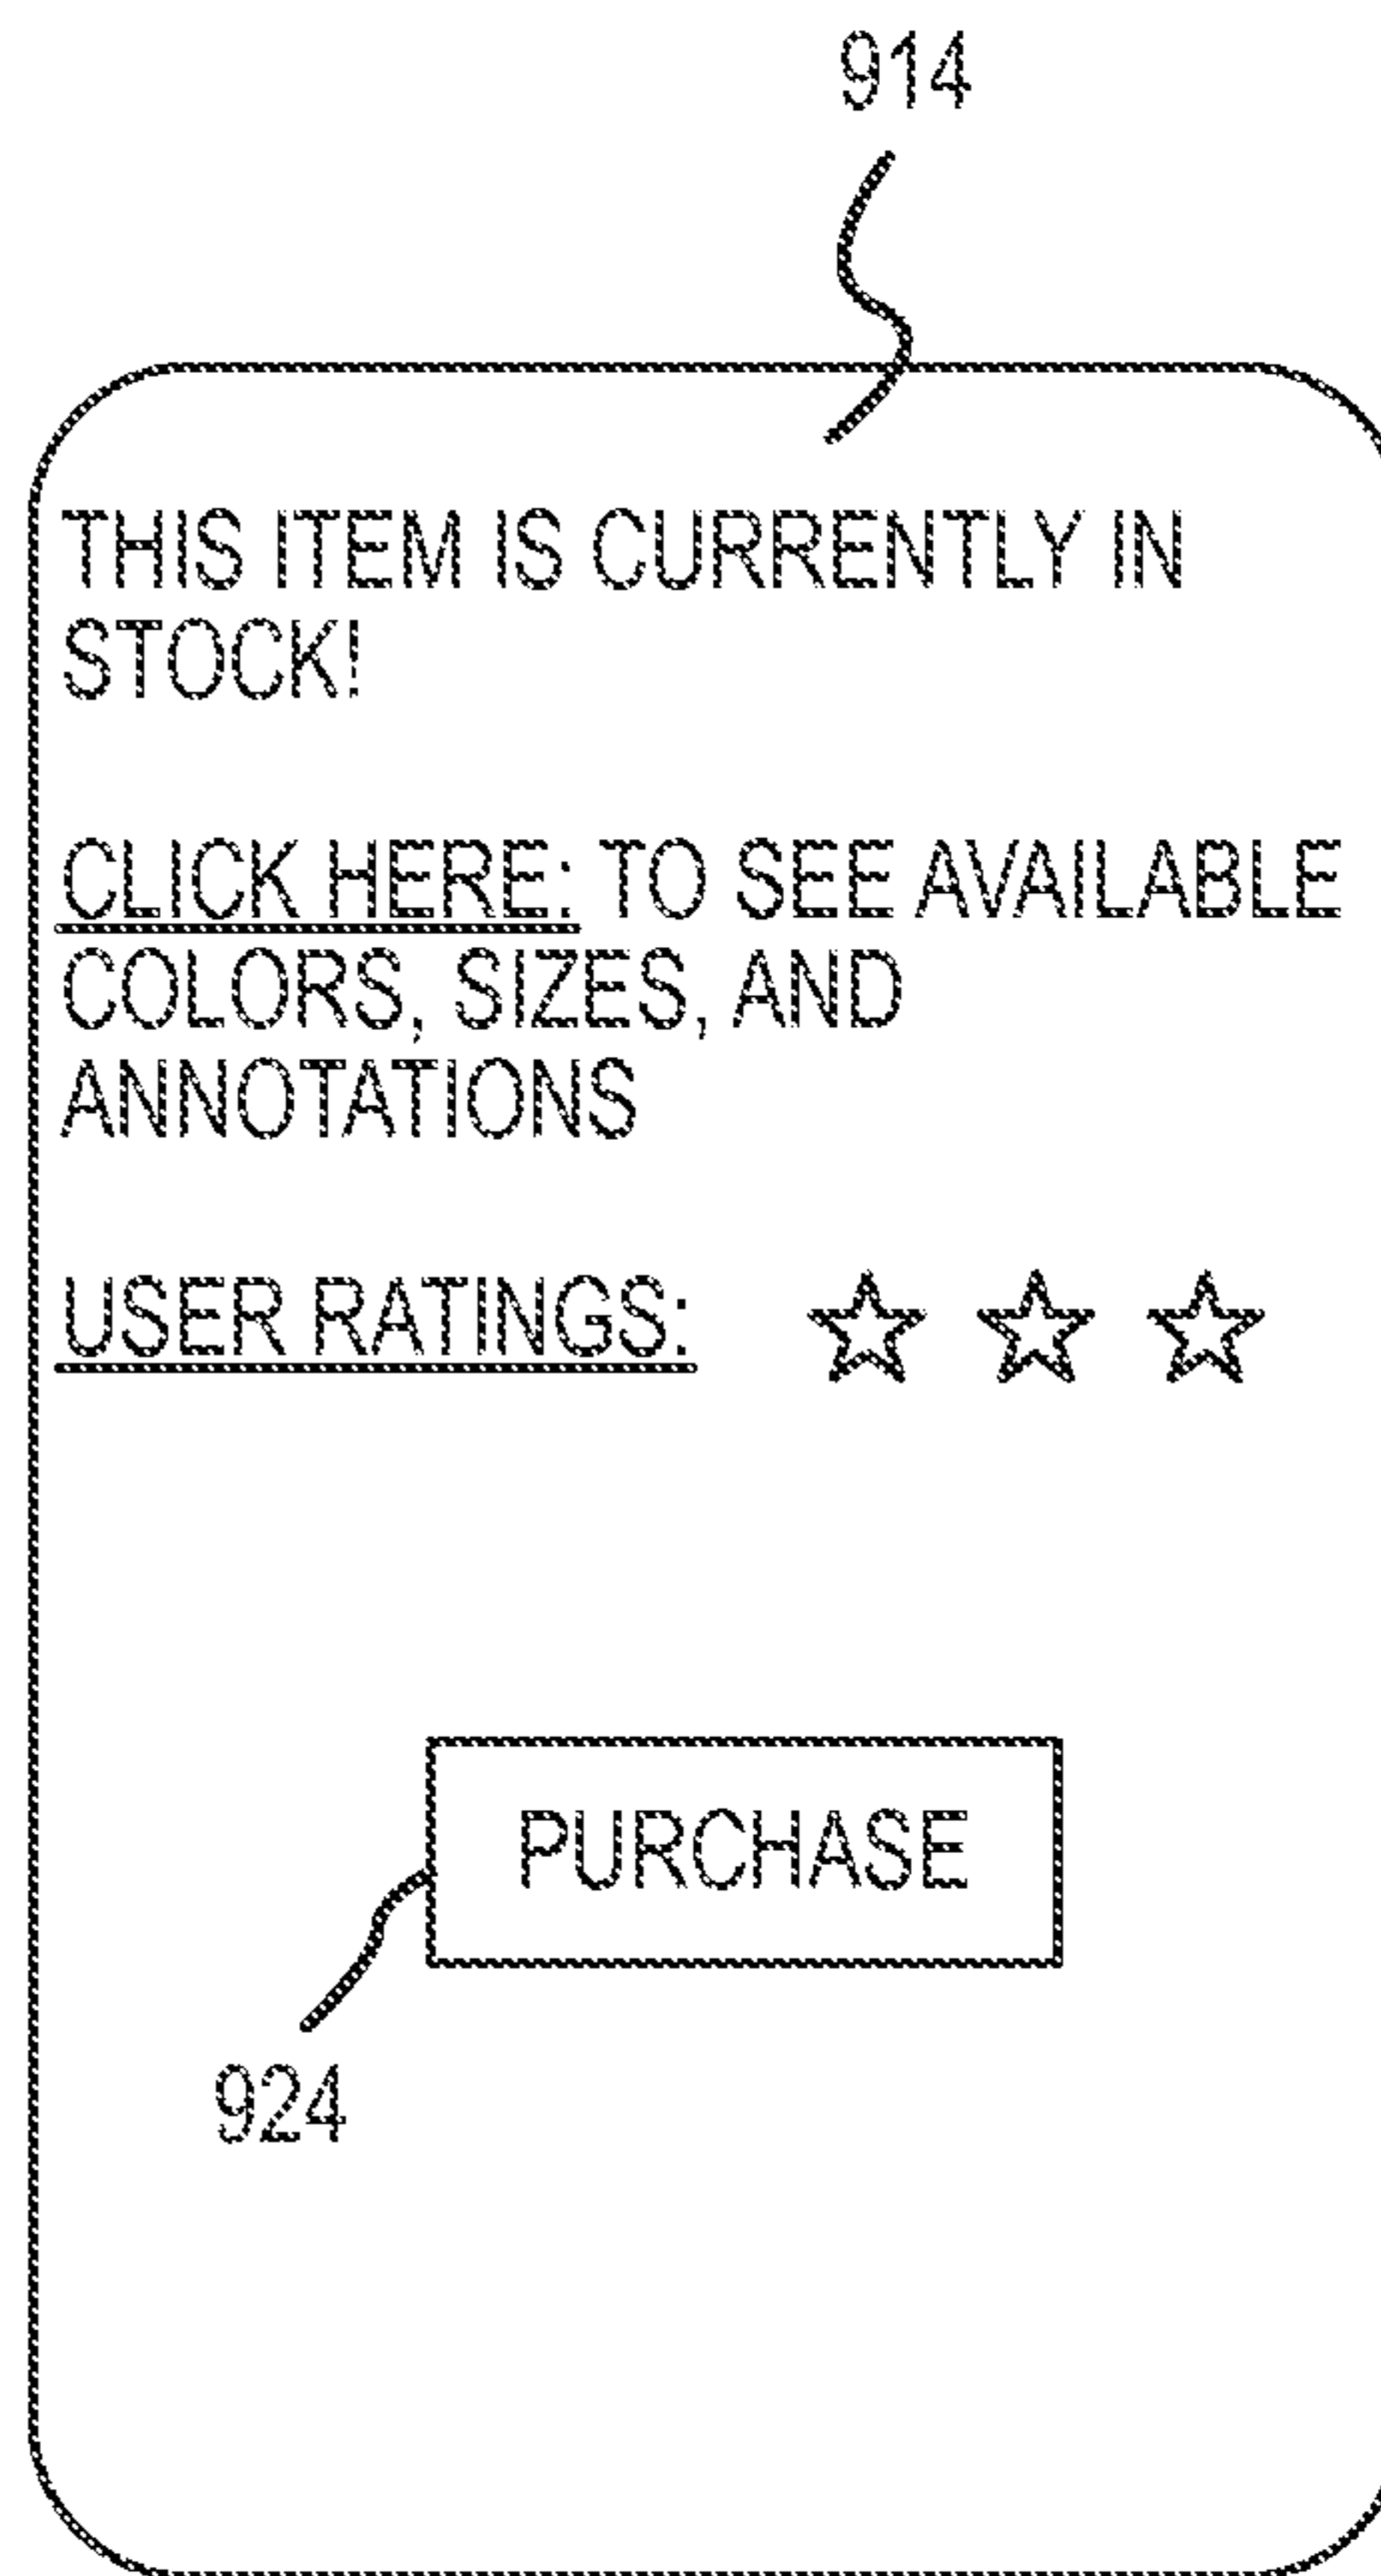 914
THIS ITEM IS CURRENTLY IN
STOCK!
CLICK HERE: TO SEE AVAILABLE
COLORS, SIZES, AND
ANNOTATIONS
USER RATINGS:
PURCHASE
924